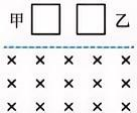 甲 乙
× × × × ×
× × × × ×
× × × × ×